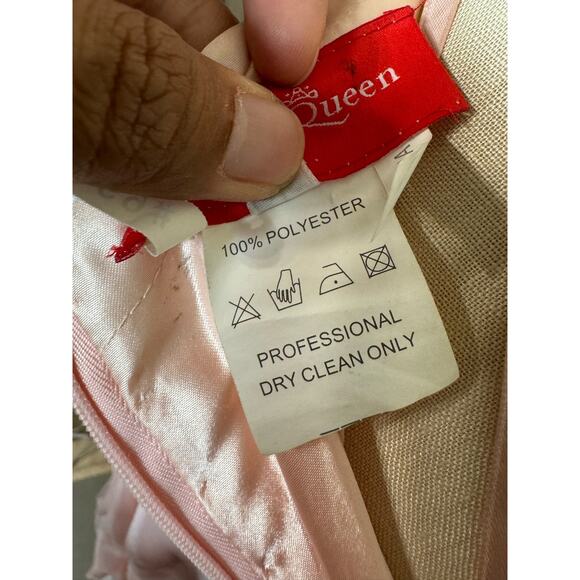 Queen
A
100% POLYESTER
PROFESSIONAL
DRY CLEAN ONLY